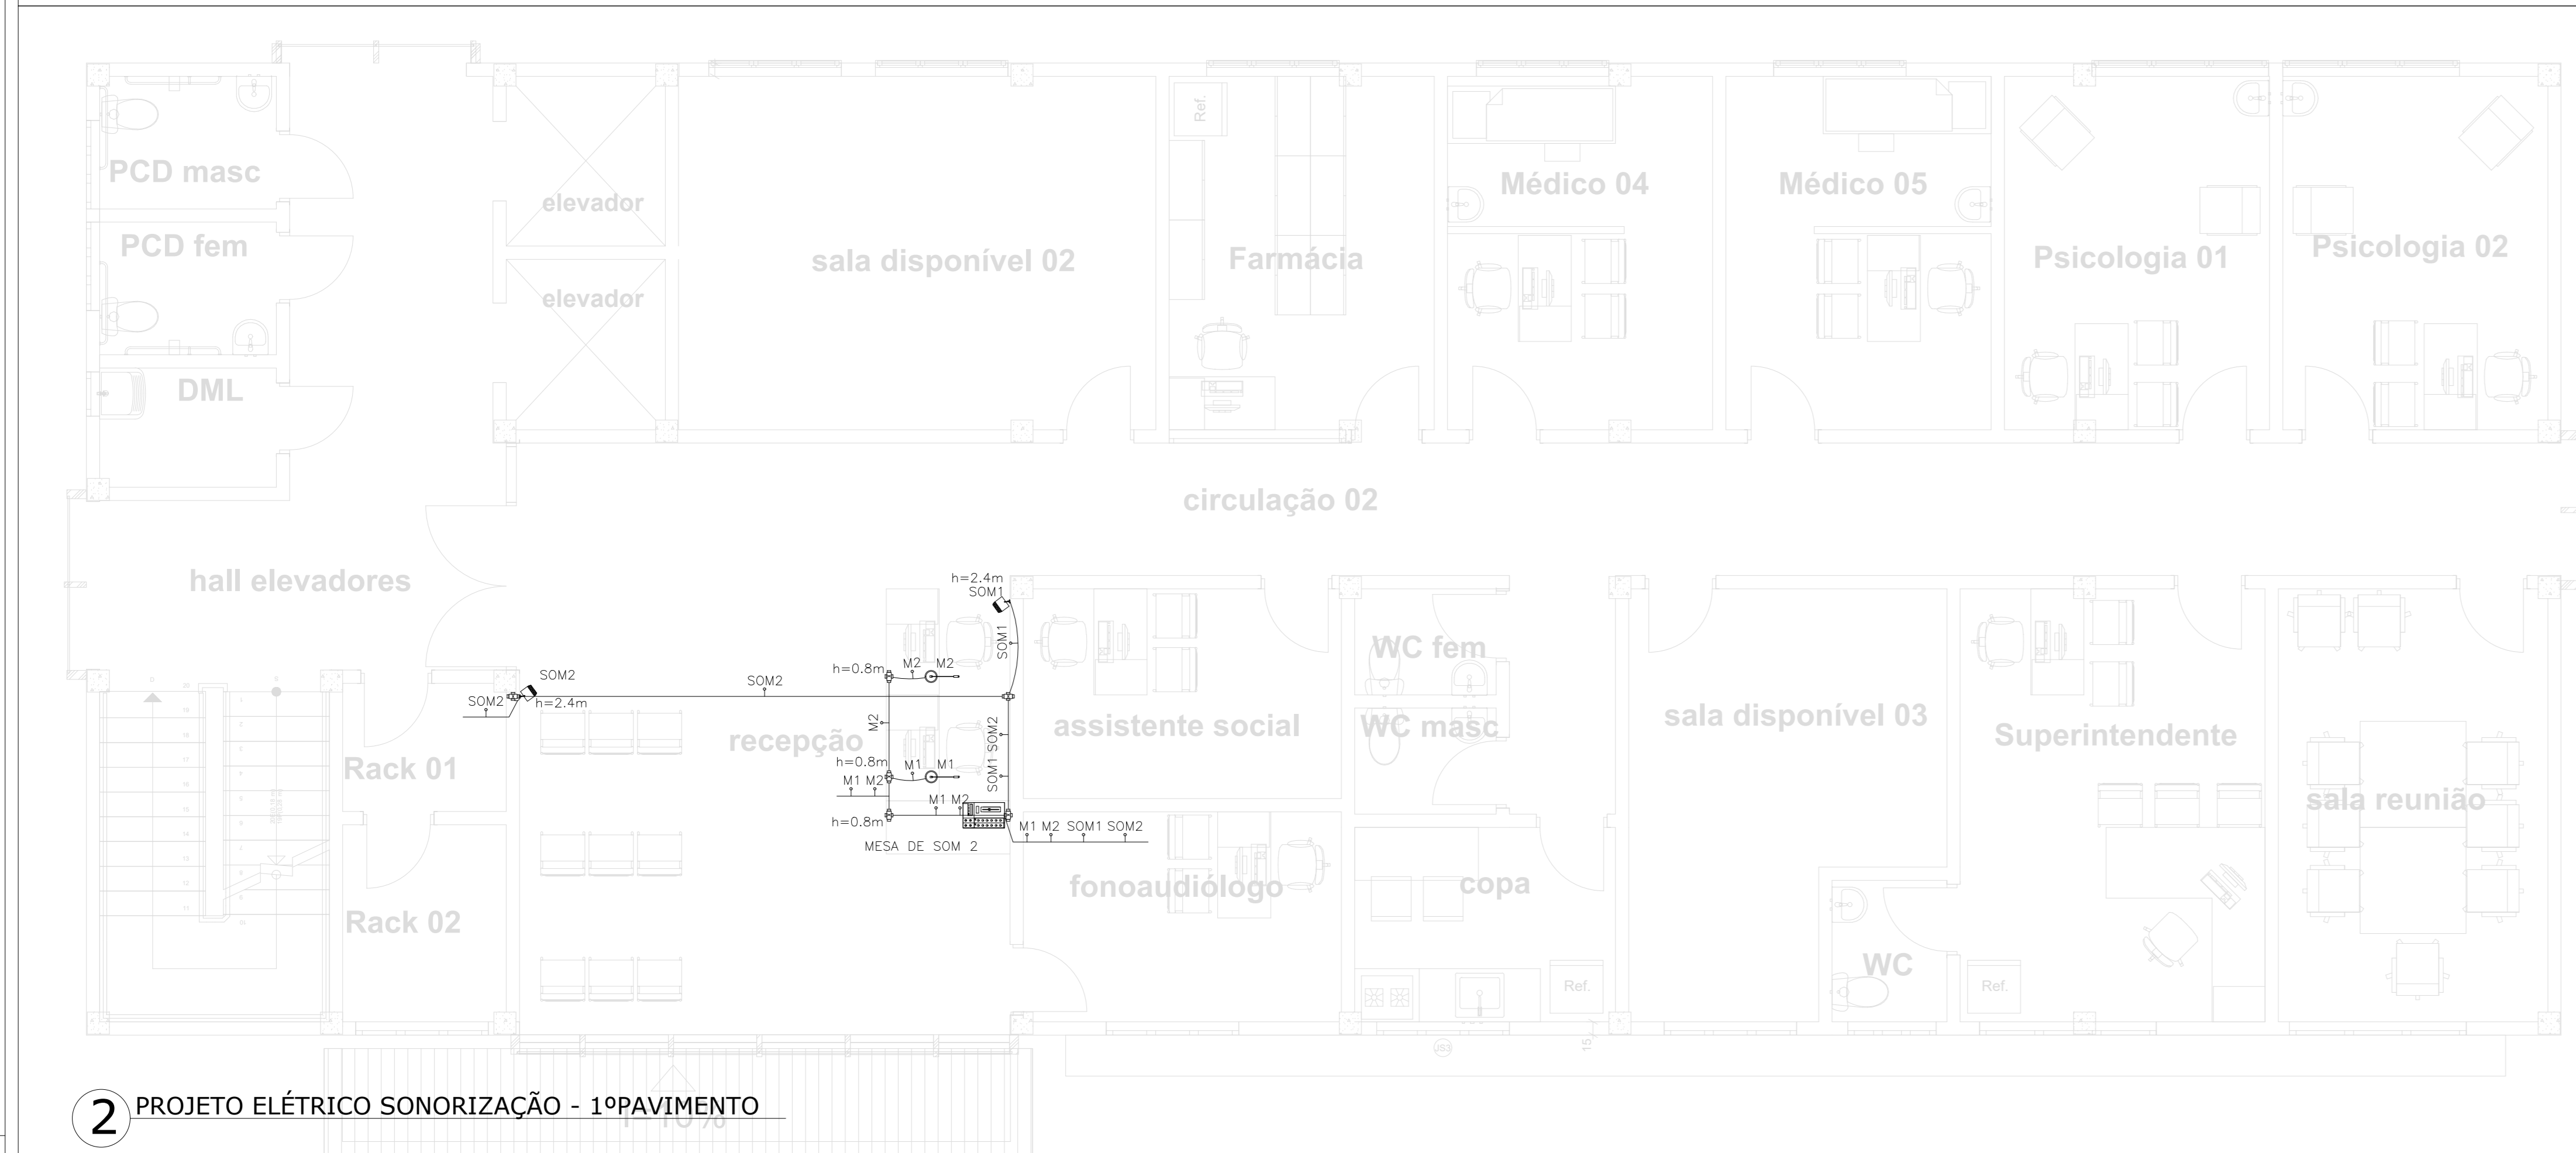 Ref.
PCD masc
Médico 04
Médico 05
elevador
PCD fem
sala disponível 02
Farmácia
Psicologia 01
Psicologia 02
elevador
DML
circulação 02
hall elevadores
h=2.4m
SOM1
SOM1
WC fem
h=0.8m
M2
M2
SOM2
SOM2
SOM2
h=2.4m
M2
SOM2
SOM1
recepção
assistente social
WC masc
sala disponível 03
Superintendente
Rack 01
h=0.8m
M1
M1
M1 M2
M1 M2
h=0.8m
M1 M2 SOM1 SOM2
MESA DE SOM 2
sala reunião
fonoaudiólogo
copa
Rack 02
WC
Ref.
Ref.
JS3
15
2
PROJETO ELÉTRICO SONORIZAÇÃO - 1ºPAVIMENTO